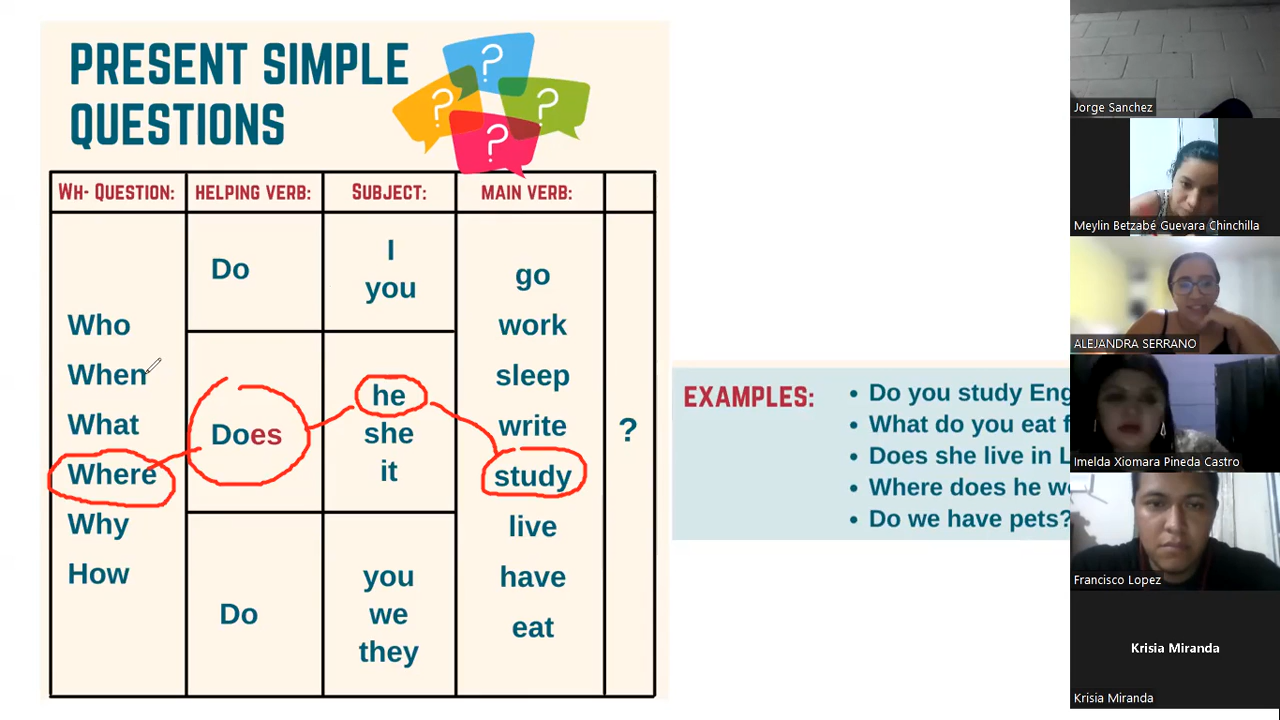 PRESENT SIMPLE
QUESTIONS
? ? ? ?
WH- QUESTION: HELPING VERB: SUBJECT: MAIN VERB:
Who
When
What
Where
Why
How
Do
Does
Do
I
you
he
she
it
you
we
they
go
work
sleep
write
study
live
have
eat
?
EXAMPLES:
• Do you study Eng
• What do you eat
• Does she live in
• Where does he
• Do we have pets?
Jorge Sanchez
Meylin Betzabé Guevara Chinchilla
ALEJANDRA SERRANO
Imelda Xiomara Pineda Castro
Francisco Lopez
Krisia Miranda
Krisia Miranda